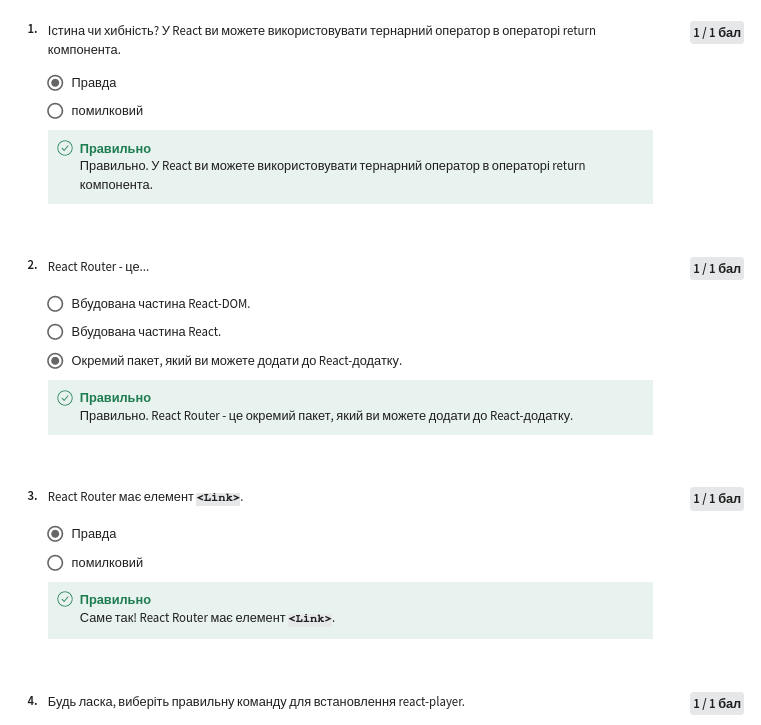 1. Істина чи хибність? У React ви можете використовувати тернарний оператор в операторі return
компонента.
1 / 1 бал
Правда
помилковий
Правильно
Правильно. У React ви можете використовувати тернарний оператор в операторі return
компонента.
2. React Router - це...
1 / 1 бал
Вбудована частина React-DOM.
Вбудована частина React.
Окремий пакет, який ви можете додати до React-додатку.
Правильно
Правильно. React Router - це окремий пакет, який ви можете додати до React-додатку.
3. React Router має елемент <Link>.
1 / 1 бал
Правда
помилковий
Правильно
Саме так! React Router має елемент <Link>.
4. Будь ласка, виберіть правильну команду для встановлення react-player.
1 / 1 бал